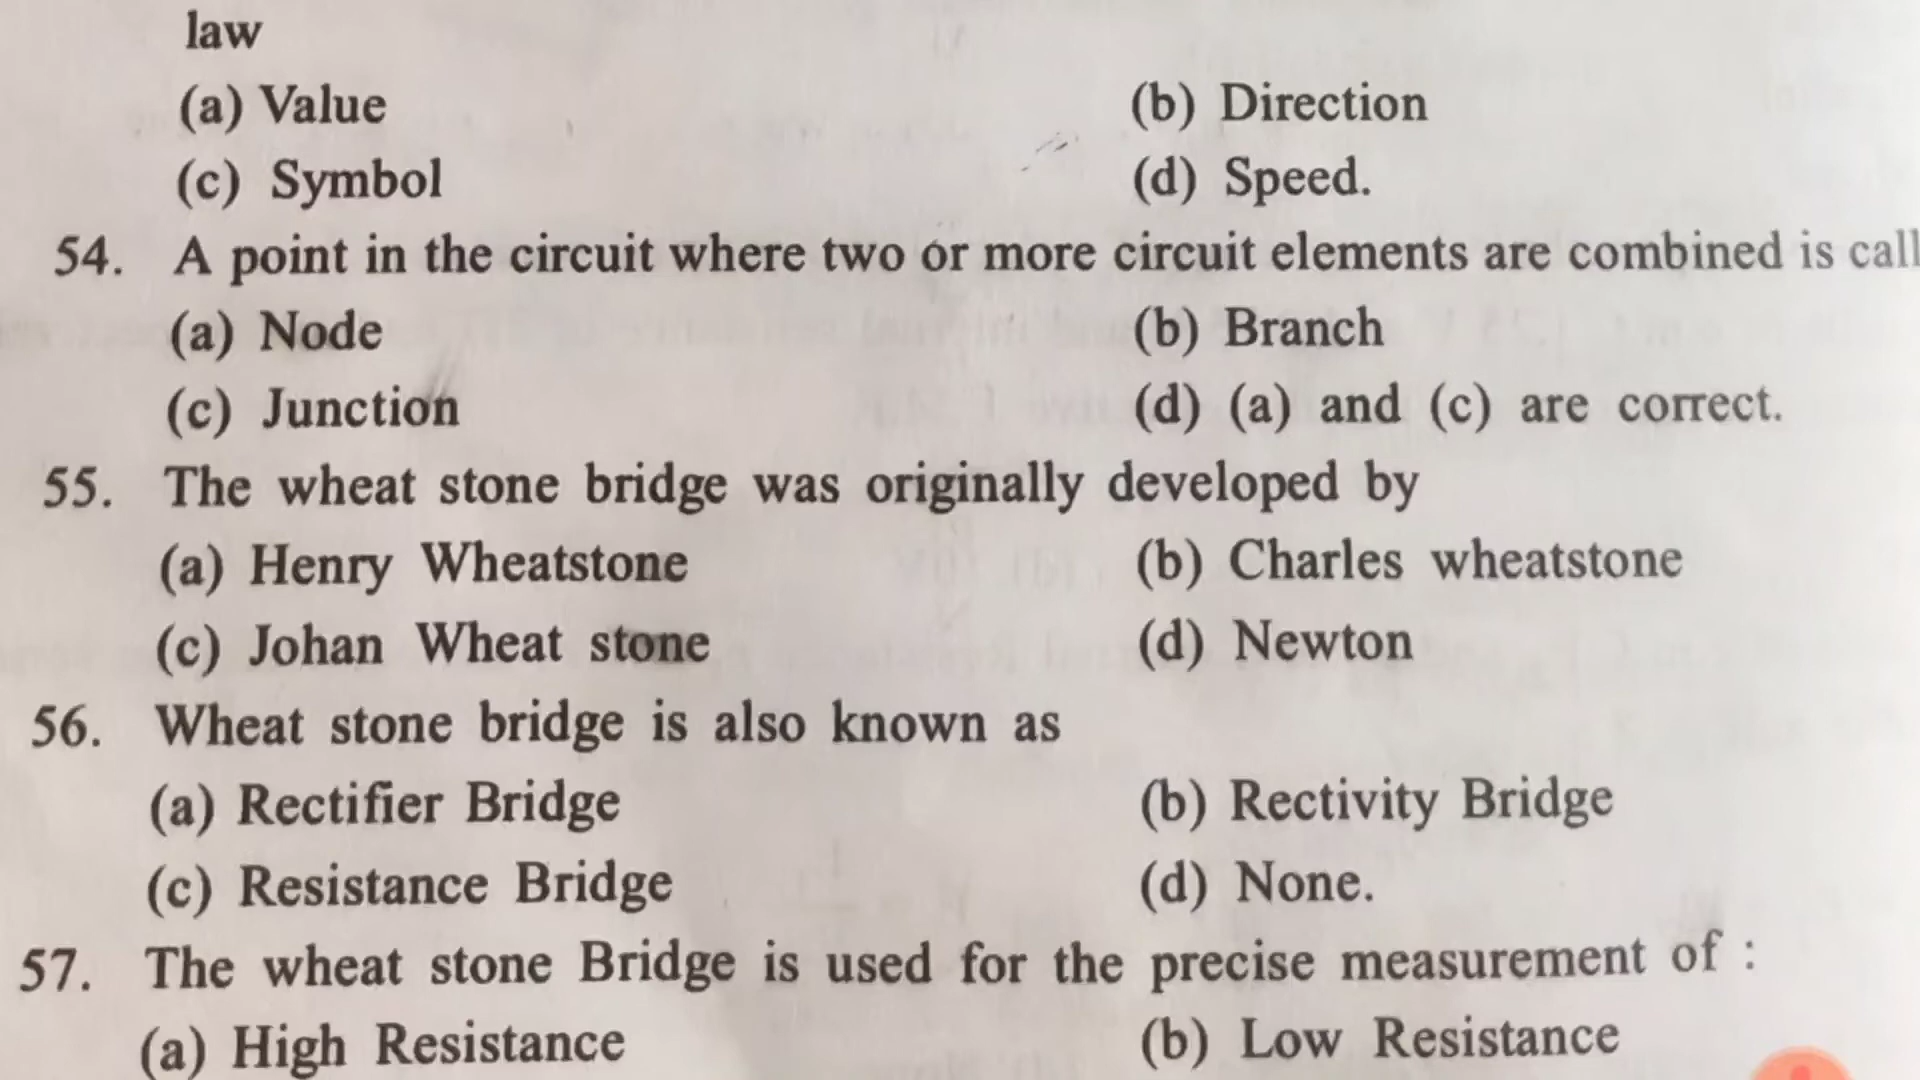 law
(a) Value (b) Direction
(c) Symbol (d) Speed.
54. A point in the circuit where two or more circuit elements are combined is call
(a) Node (b) Branch
(c) Junction (d) (a) and (c) are correct.
55. The wheat stone bridge was originally developed by
(a) Henry Wheatstone (b) Charles wheatstone
(c) Johan Wheat stone (d) Newton
56. Wheat stone bridge is also known as
(a) Rectifier Bridge (b) Rectivity Bridge
(c) Resistance Bridge (d) None.
57. The wheat stone Bridge is used for the precise measurement of :
(a) High Resistance (b) Low Resistance